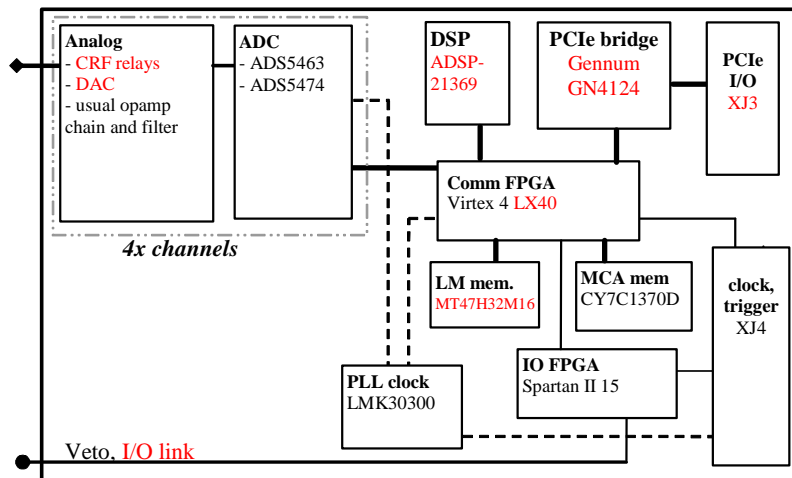 Analog
- CRF relays
- DAC
- usual opamp
chain and filter
ADC
- ADS5463
- ADS5474
4x channels
DSP
ADSP-
21369
PCIe bridge
Gennum
GN4124
PCIe
I/O
XJ3
Comm FPGA
Virtex 4 LX40
LM mem.
MT47H32M16
MCA mem
CY7C1370D
clock,
trigger
XJ4
PLL clock
LMK30300
IO FPGA
Spartan II 15
Veto, I/O link